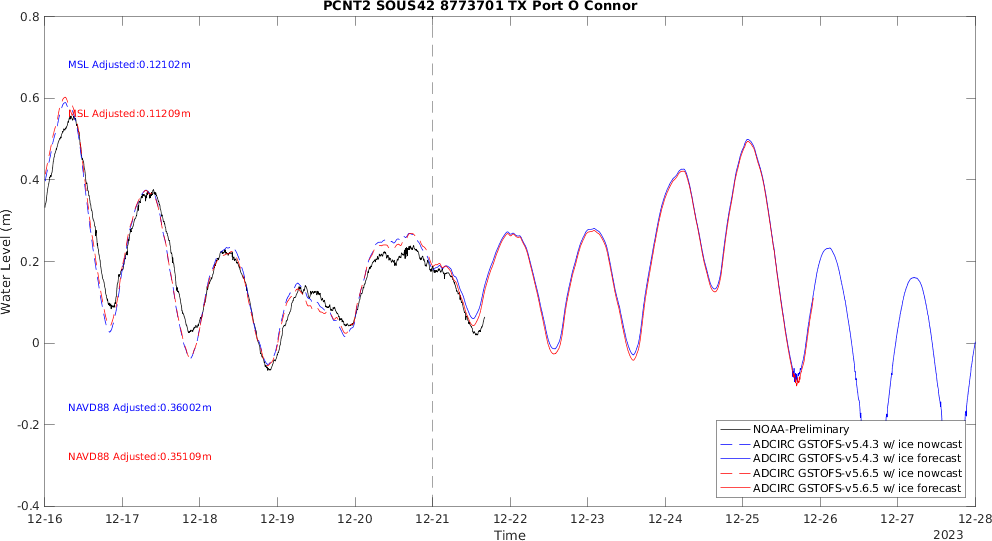 PCNT2 SOUS42 8773701 TX Port O Connor
0.8
0.6
0.4
0.2
0
-0.2
-0.4
Water Level (m)
MSL Adjusted:0.12102m
MSL Adjusted:0.11209m
NAVD88 Adjusted:0.36002m
NAVD88 Adjusted:0.35109m
NOAA-Preliminary
ADCIRC GSTOFS-v5.4.3 w/ ice nowcast
ADCIRC GSTOFS-v5.4.3 w/ ice forecast
ADCIRC GSTOFS-v5.6.5 w/ ice nowcast
ADCIRC GSTOFS-v5.6.5 w/ ice forecast
12-16 12-17 12-18 12-19 12-20 12-21 12-22 12-23 12-24 12-25 12-26 12-27 12-28
Time
2023